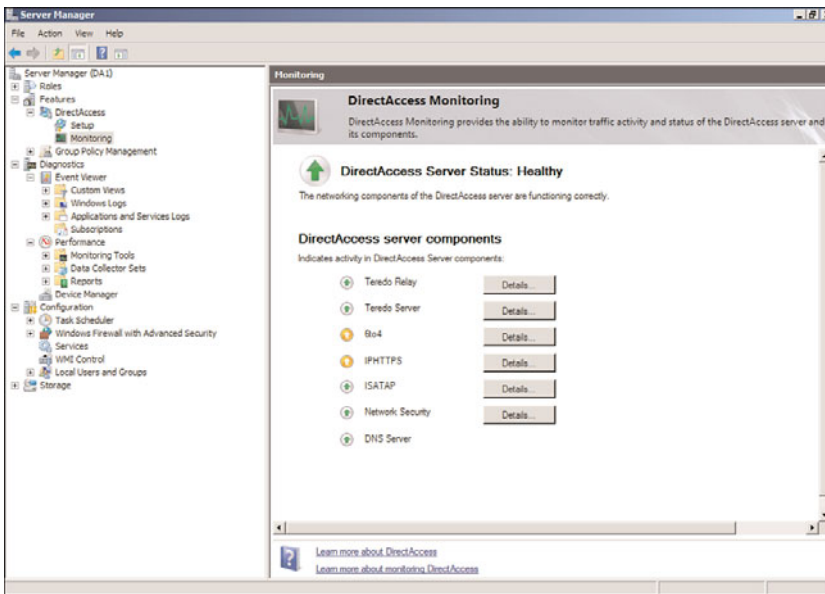 Server Manager
File Action View Help
Server Manager (DA1)
Roles
Features
DirectAccess
Setup
Monitoring
Group Policy Management
Diagnostics
Event Viewer
Custom Views
Windows Logs
Applications and Services Logs
Subscriptions
Performance
Monitoring Tools
Data Collector Sets
Reports
Device Manager
Configuration
Task Scheduler
Windows Firewall with Advanced Security
Services
WMI Control
Local Users and Groups
Storage
Monitoring
DirectAccess Monitoring
DirectAccess Monitoring provides the ability to monitor traffic activity and status of the DirectAccess server and
its components.
DirectAccess Server Status: Healthy
The networking components of the DirectAccess server are functioning correctly.
DirectAccess server components
Indicates activity in DirectAccess Server components:
Teredo Relay Details...
Teredo Server Details...
6to4 Details...
IPHTTPS Details...
ISATAP Details...
Network Security Details...
DNS Server
Learn more about DirectAccess
Learn more about monitoring DirectAccess